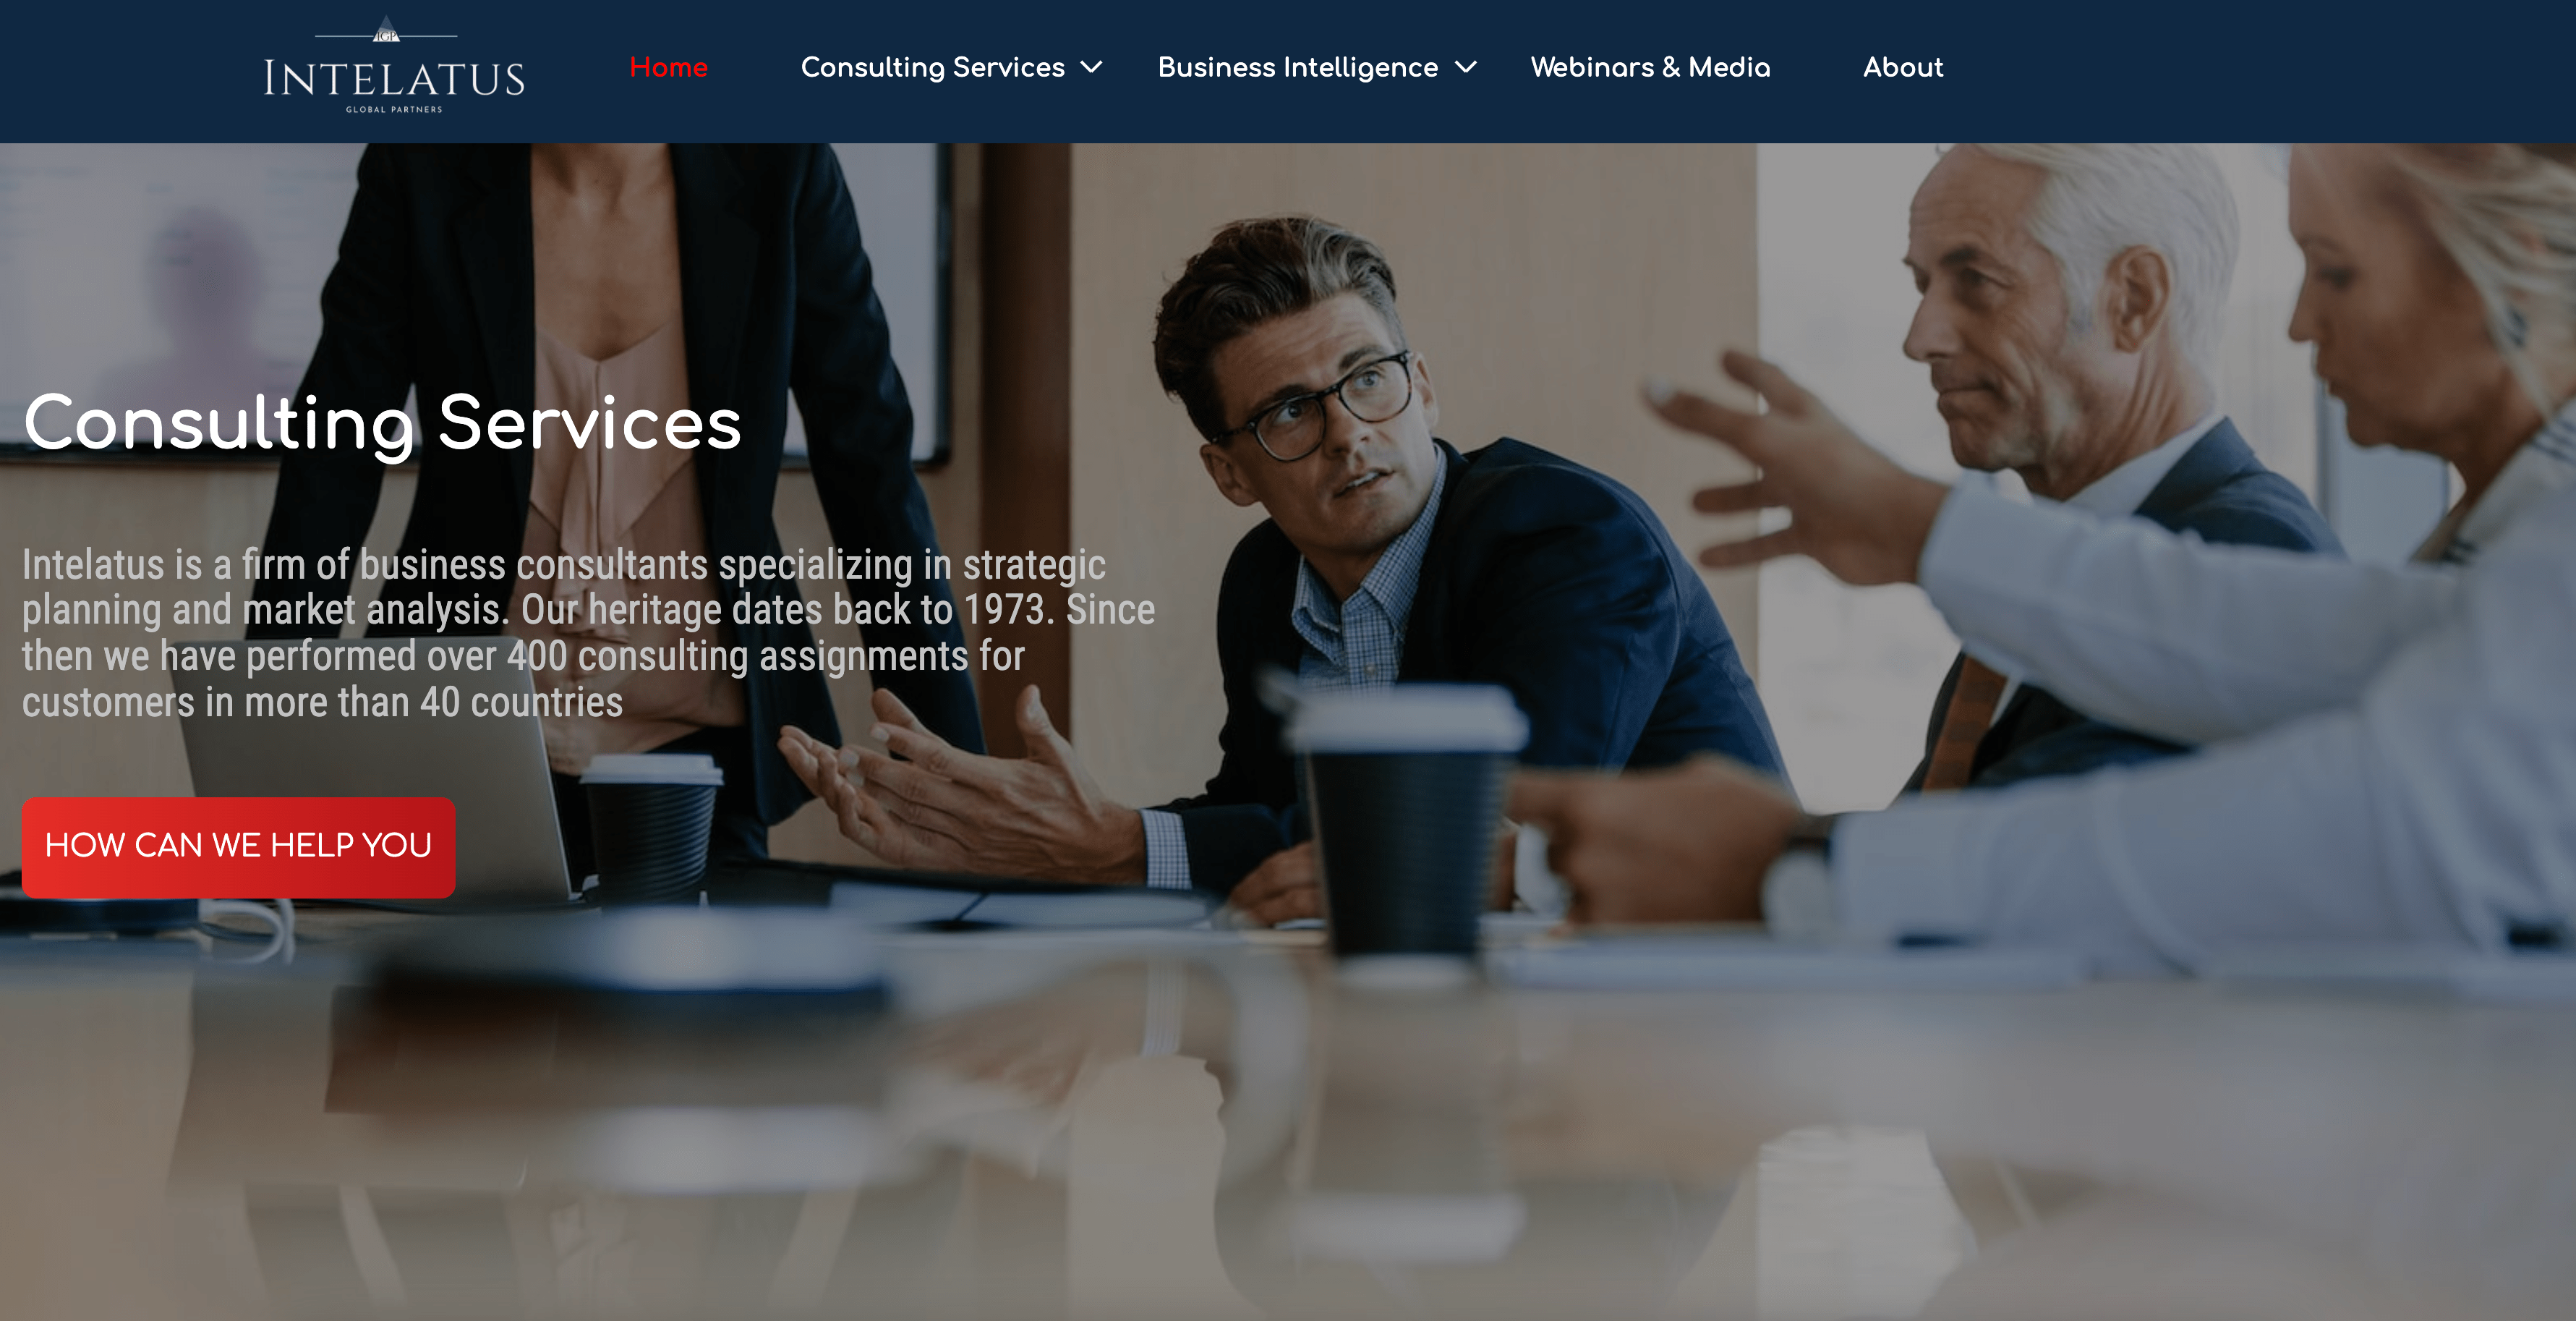 IGP
INTELATUS
GLOBAL PARTNERS
Home
Consulting Services
Business Intelligence
Webinars & Media
About
Consulting Services
Intelatus is a firm of business consultants specializing in strategic
planning and market analysis. Our heritage dates back to 1973. Since
then we have performed over 400 consulting assignments for
customers in more than 40 countries
HOW CAN WE HELP YOU